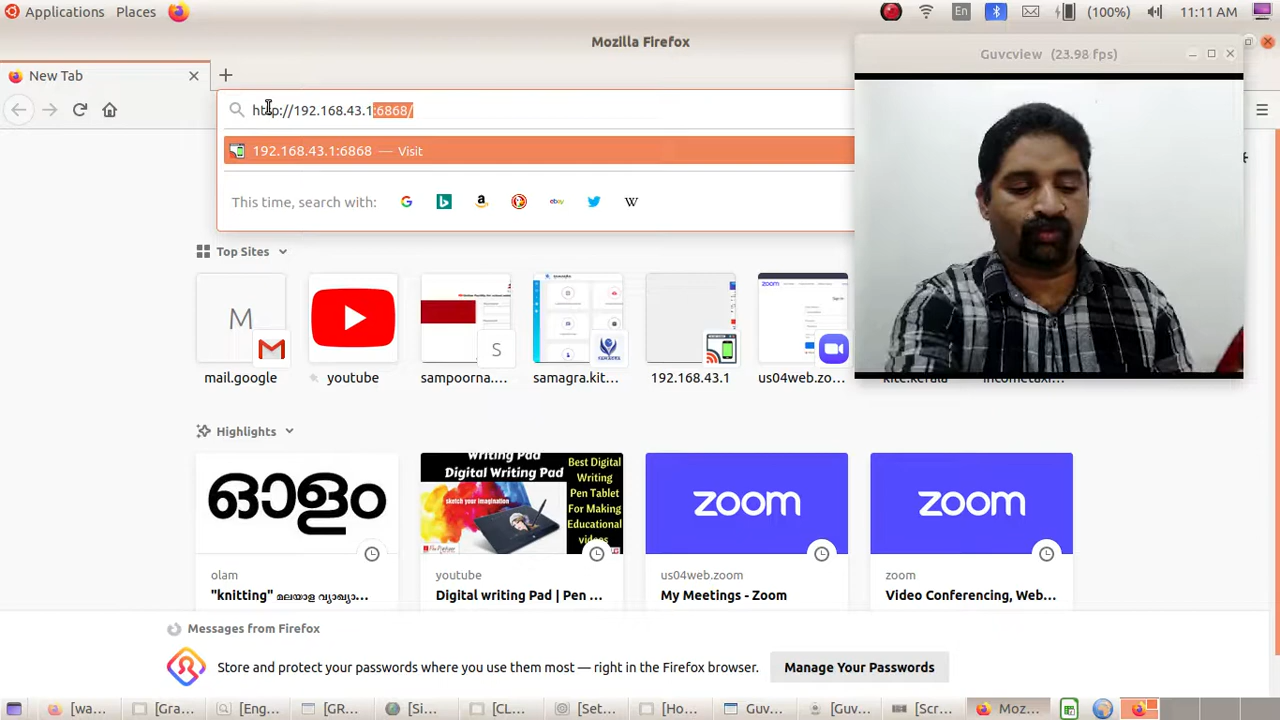 Applications Places En (100%) 11:11 AM
Mozilla Firefox
Guvcview (23.98 fps)
New Tab
http://192.168.43.1:6868/
192.168.43.1:6868 — Visit
This time, search with:
Top Sites
M
S
zoom
mail.google youtube sampoorna.... samagra.kit... 192.168.43.1 us04web.zo...
Highlights
ഓളം
Writing Pad
Digital Writing Pad
sketch your imagination
Best Digital
Writing
Pen Tablet
For Making
Educational
videos
zoom
zoom
olam youtube us04web.zoom zoom
"knitting" മലയാള വ്യാഖ്യാ... Digital writing Pad | Pen ... My Meetings - Zoom Video Conferencing, Web...
Messages from Firefox
Store and protect your passwords where you use them most — right in the Firefox browser. Manage Your Passwords
[wa... [Gra... [Eng... [GR... [Si... [CL... [Set... [Ho... Guv... [Guv... [Scr... Moz...